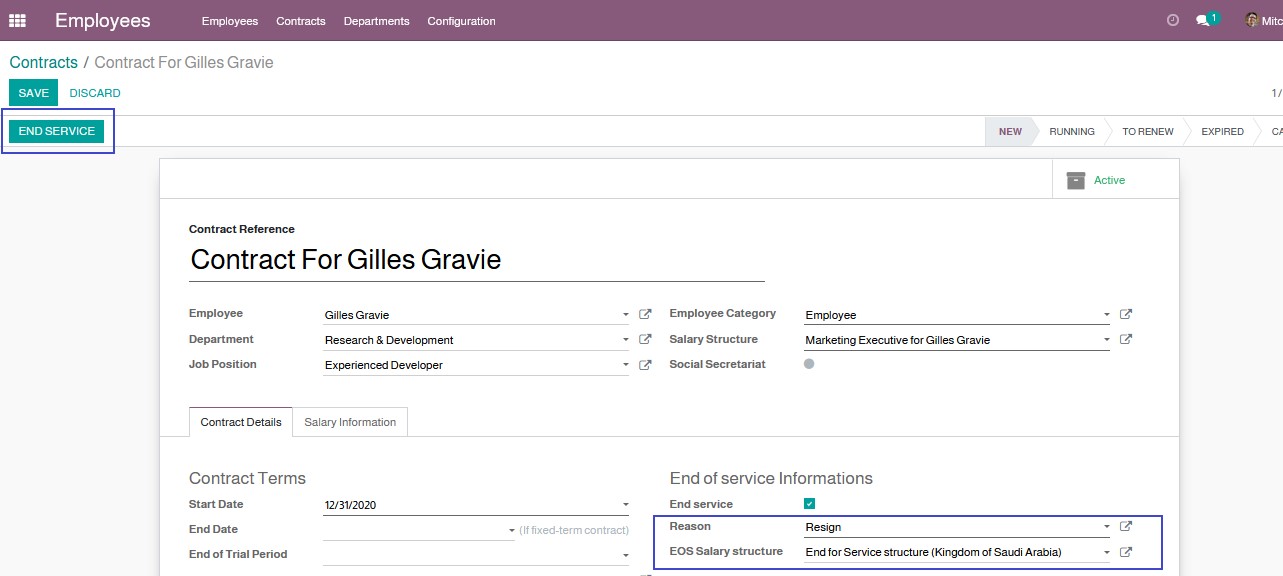 Employees Employees Contracts Departments Configuration 1 Mitc
Contracts / Contract For Gilles Gravie
SAVE DISCARD 1/
END SERVICE NEW RUNNING TO RENEW EXPIRED CA
Active
Contract Reference
Contract For Gilles Gravie
Employee Gilles Gravie Employee Category Employee
Department Research & Development Salary Structure Marketing Executive for Gilles Gravie
Job Position Experienced Developer Social Secretariat
Contract Details Salary Information
Contract Terms End of service Informations
Start Date 12/31/2020 End service
End Date (If fixed-term contract) Reason Resign
End of Trial Period EOS Salary structure End for Service structure (Kingdom of Saudi Arabia)